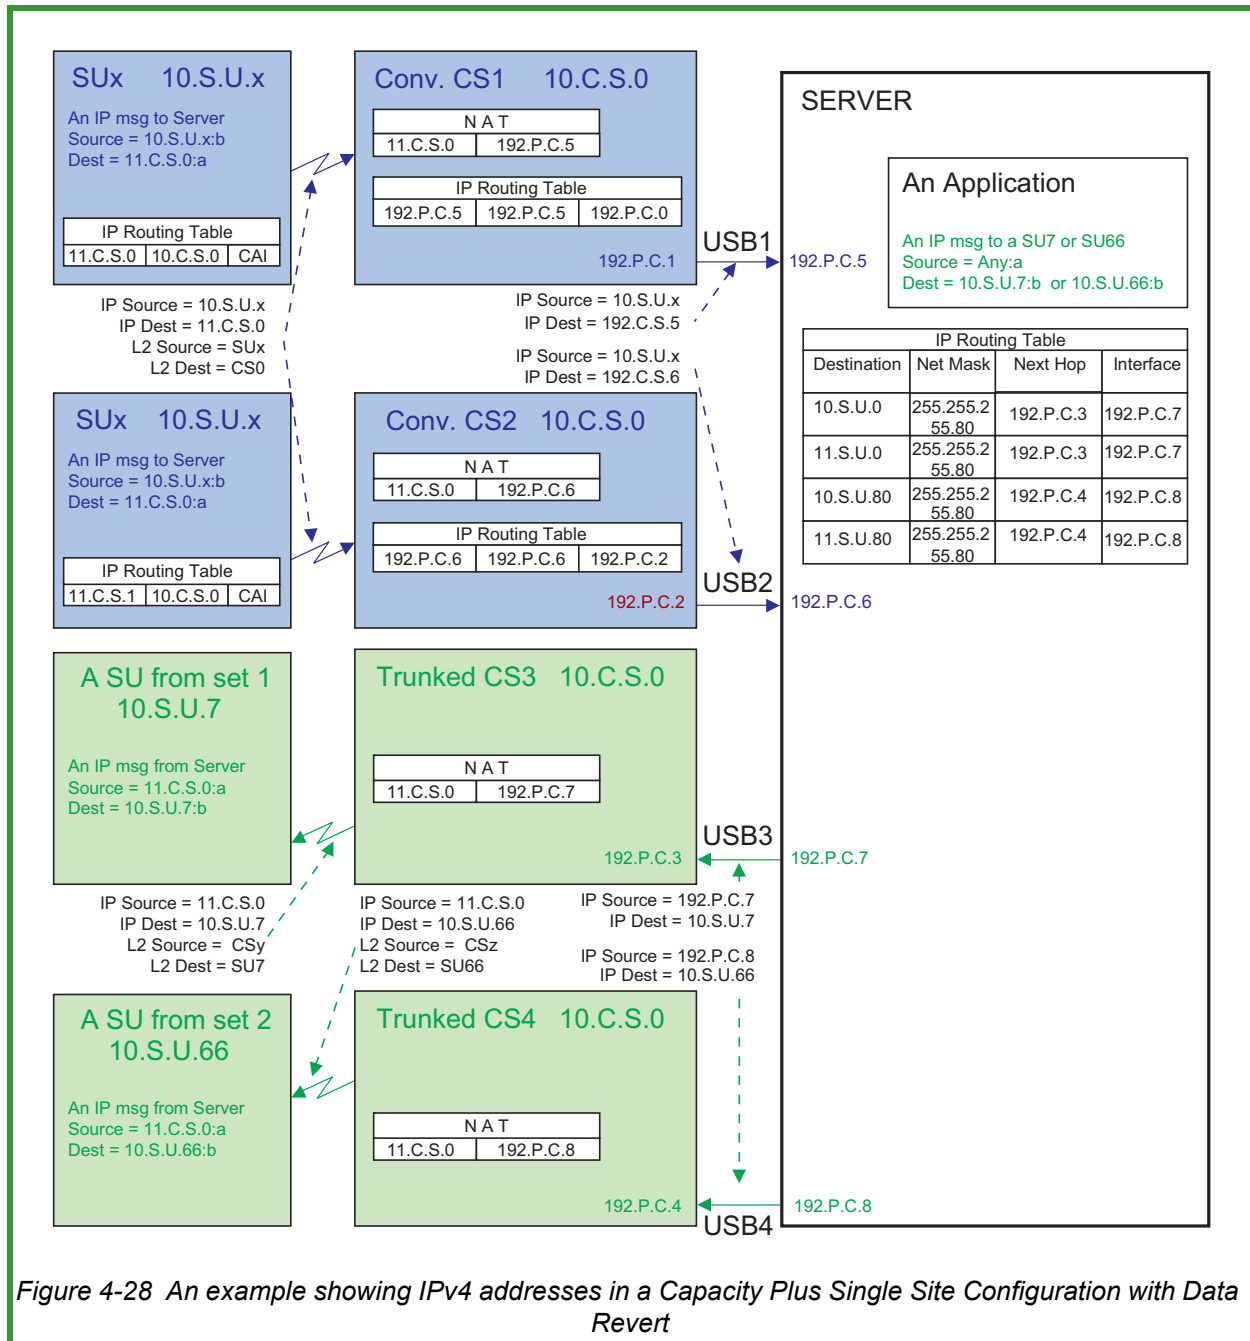 SUx 10.S.U.x
An IP msg to Server
Source = 10.S.U.x:b
Dest = 11.C.S.0:a
IP Routing Table
11.C.S.0 10.C.S.0 CAI
Conv. CS1 10.C.S.0
N A T
11.C.S.0 192.P.C.5
IP Routing Table
192.P.C.5 192.P.C.5 192.P.C.0
192.P.C.1
USB1
192.P.C.5
SERVER
An Application
An IP msg to a SU7 or SU66
Source = Any:a
Dest = 10.S.U.7:b or 10.S.U.66:b
IP Routing Table
Destination Net Mask Next Hop Interface
10.S.U.0 255.255.2 192.P.C.3 192.P.C.7
55.80
11.S.U.0 255.255.2 192.P.C.3 192.P.C.7
55.80
10.S.U.80 255.255.2 192.P.C.4 192.P.C.8
55.80
11.S.U.80 255.255.2 192.P.C.4 192.P.C.8
55.80
IP Source = 10.S.U.x
IP Dest = 11.C.S.0
L2 Source = SUx
L2 Dest = CS0
IP Source = 10.S.U.x
IP Dest = 192.C.S.5
IP Source = 10.S.U.x
IP Dest = 192.C.S.6
SUx 10.S.U.x
An IP msg to Server
Source = 10.S.U.x:b
Dest = 11.C.S.0:a
IP Routing Table
11.C.S.1 10.C.S.0 CAI
Conv. CS2 10.C.S.0
N A T
11.C.S.0 192.P.C.6
IP Routing Table
192.P.C.6 192.P.C.6 192.P.C.2
192.P.C.2
USB2
192.P.C.6
A SU from set 1
10.S.U.7
An IP msg from Server
Source = 11.C.S.0:a
Dest = 10.S.U.7:b
Trunked CS3 10.C.S.0
N A T
11.C.S.0 192.P.C.7
192.P.C.3
USB3
192.P.C.7
IP Source = 11.C.S.0
IP Dest = 10.S.U.7
L2 Source = CSy
L2 Dest = SU7
IP Source = 11.C.S.0
IP Dest = 10.S.U.66
L2 Source = CSz
L2 Dest = SU66
IP Source = 192.P.C.7
IP Dest = 10.S.U.7
IP Source = 192.P.C.8
IP Dest = 10.S.U.66
A SU from set 2
10.S.U.66
An IP msg from Server
Source = 11.C.S.0:a
Dest = 10.S.U.66:b
Trunked CS4 10.C.S.0
N A T
11.C.S.0 192.P.C.8
192.P.C.4
USB4
192.P.C.8
Figure 4-28 An example showing IPv4 addresses in a Capacity Plus Single Site Configuration with Data
Revert